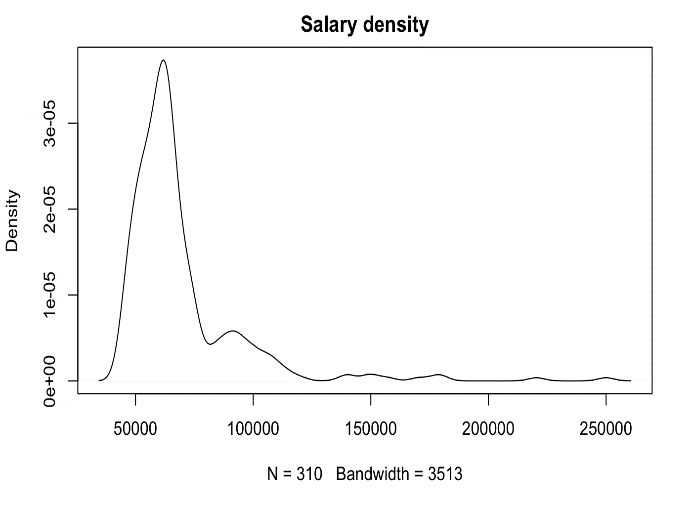 Salary density
Density
3e-05
2e-05
1e-05
0e+00
50000 100000 150000 200000 250000
N = 310 Bandwidth = 3513